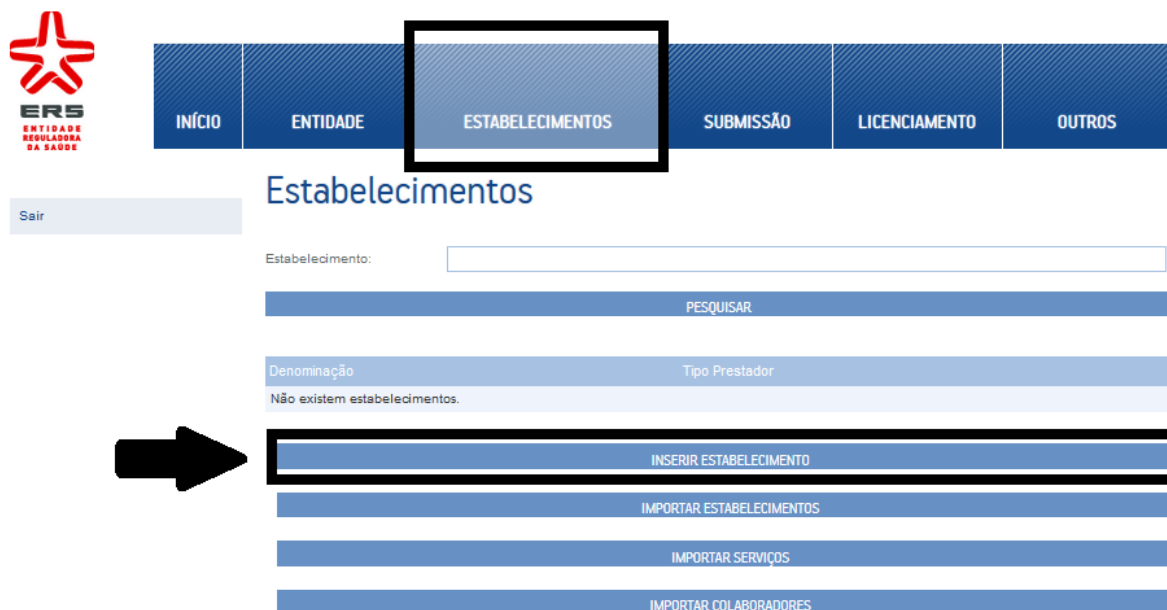 ERS
ENTIDADE
REGULADORA
DA SAÚDE
INÍCIO ENTIDADE ESTABELECIMENTOS SUBMISSÃO LICENCIAMENTO OUTROS
Estabelecimentos
Sair
Estabelecimento:
PESQUISAR
Denominação Tipo Prestador
Não existem estabelecimentos.
INSERIR ESTABELECIMENTO
IMPORTAR ESTABELECIMENTOS
IMPORTAR SERVIÇOS
IMPORTAR COLABORADORES